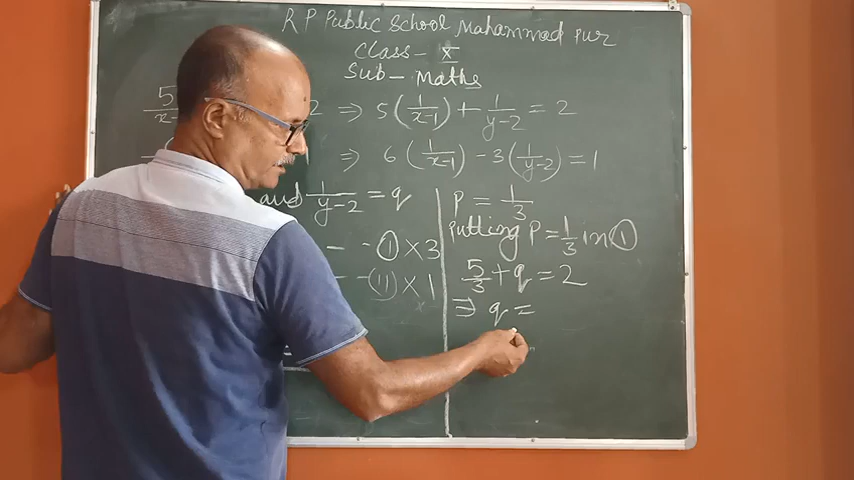 R P Public School Mahammad pur
Class - X
Sub - Maths
5/x- 2 ⇒ 5(1/x-1) + 1/y-2 = 2
1 ⇒ 6(1/x-1) - 3(1/y-2) = 1
and 1/y-2 = q
- - ① × 3
- - (11) × 1
P = 1/3
Putting P = 1/3 in ①
5/3 + q = 2
⇒ q =